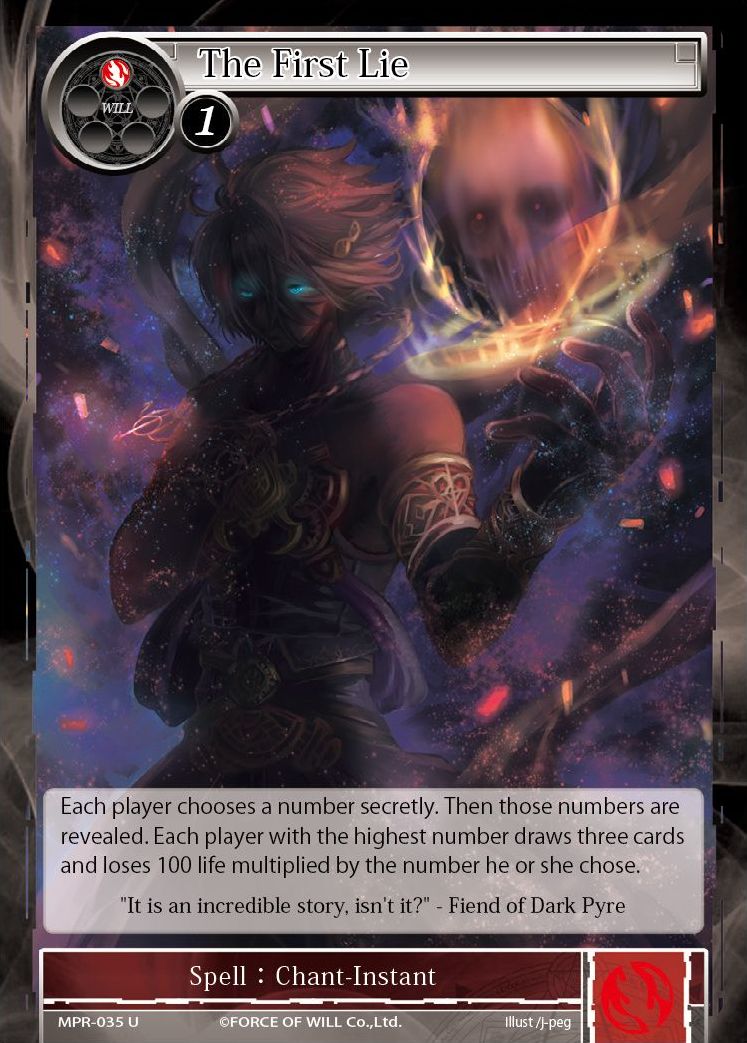 The First Lie
WILL
1
Each player chooses a number secretly. Then those numbers are
revealed. Each player with the highest number draws three cards
and loses 100 life multiplied by the number he or she chose.
"It is an incredible story, isn't it?" - Fiend of Dark Pyre
Spell : Chant-Instant
MPR-035 U ©FORCE OF WILL Co.,Ltd. Illust /j-peg